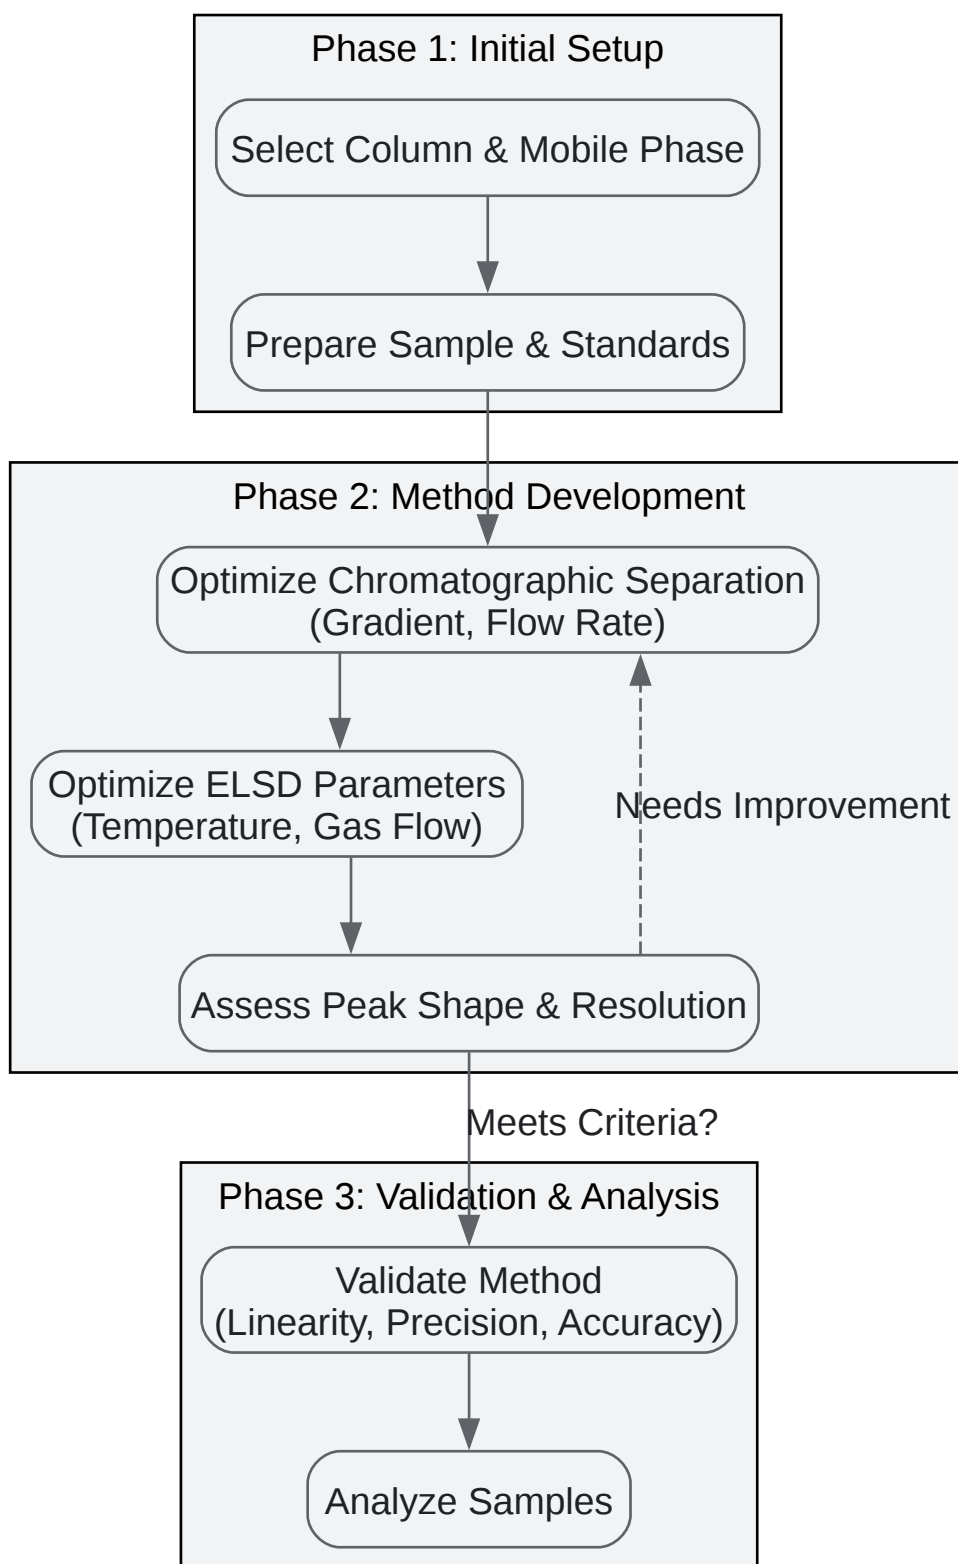 Phase 1: Initial Setup
Select Column & Mobile Phase
Prepare Sample & Standards
Phase 2: Method Development
Optimize Chromatographic Separation
(Gradient, Flow Rate)
Optimize ELSD Parameters
(Temperature, Gas Flow)
Needs Improvement
Assess Peak Shape & Resolution
Meets Criteria?
Phase 3: Validation & Analysis
Validate Method
(Linearity, Precision, Accuracy)
Analyze Samples